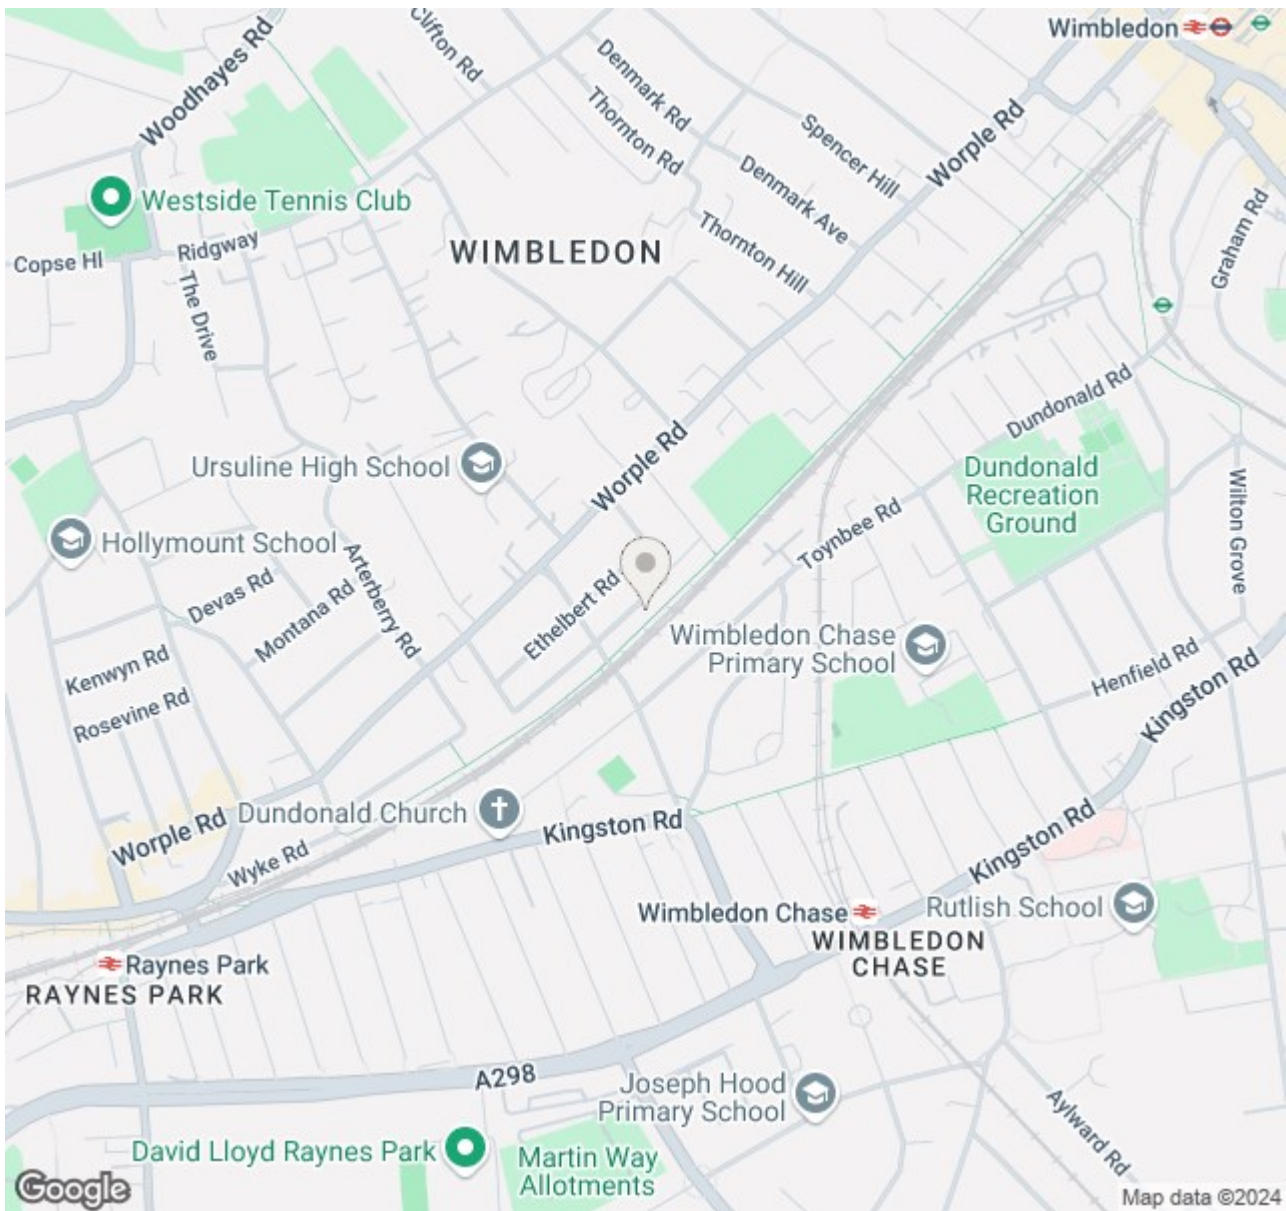 Wimbledon
Woodhayes Rd
Clifton Rd
Denmark Rd
Thornton Rd
Spencer Hill
Worple Rd
Denmark Ave
Westside Tennis Club
Thornton Hill
Graham Rd
Ridgway
Copse Hl
WIMBLEDON
The Drive
Dundonald Rd
Worple Rd
Ursuline High School
Dundonald
Recreation
Ground
Wilton Grove
Toynbee Rd
Hollymount School
Arterberry Rd
Devas Rd
Montana Rd
Ethelbert Rd
Wimbledon Chase
Primary School
Kenwyn Rd
Rosevine Rd
Henfield Rd
Kingston Rd
Dundonald Church
Worple Rd
Kingston Rd
Kingston Rd
Wyke Rd
Wimbledon Chase
Rutlish School
WIMBLEDON
CHASE
Raynes Park
RAYNES PARK
A298
Joseph Hood
Primary School
Aylward Rd
David Lloyd Raynes Park
Martin Way
Allotments
Google
Map data ©2024